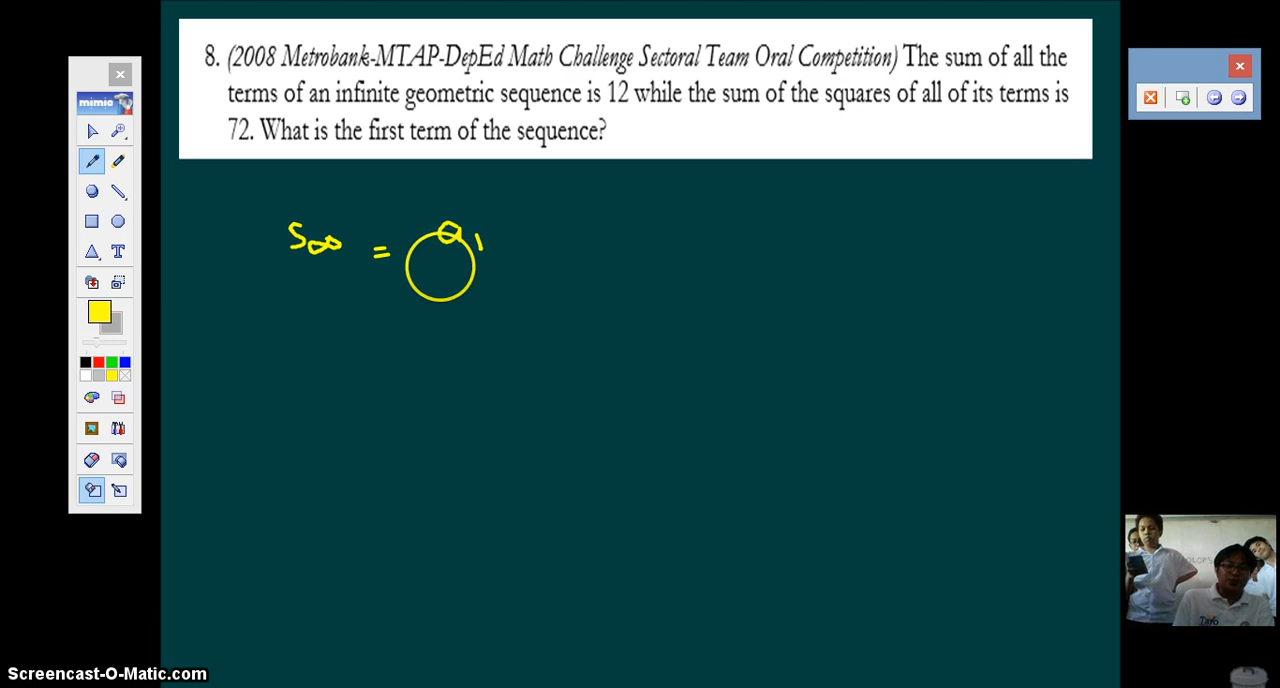 8. (2008 Metrobank-MTAP-DepEd Math Challenge Sectoral Team Oral Competition) The sum of all the
terms of an infinite geometric sequence is 12 while the sum of the squares of all of its terms is
72. What is the first term of the sequence?
mimio
S∞ = a1
T
Screencast-O-Matic.com